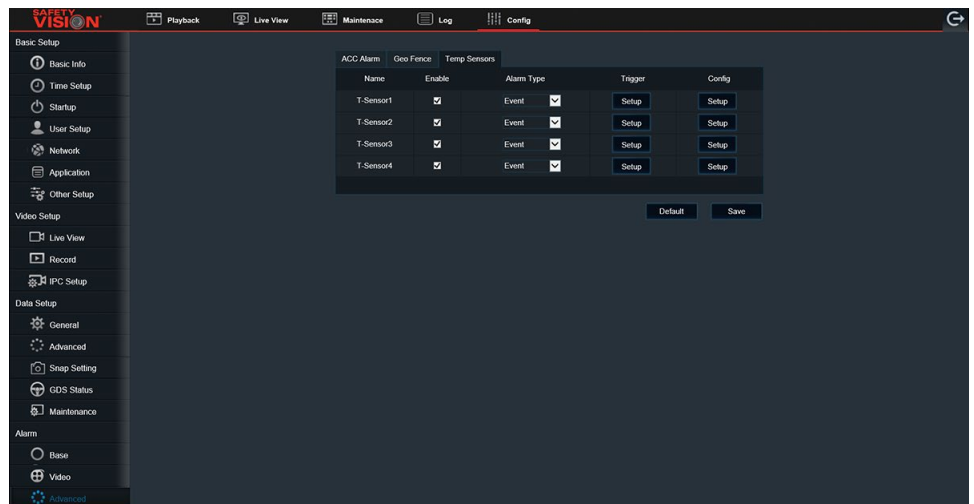 SAFETY
VISION
Playback
Live View
Maintenace
Log
Config
Basic Setup
Basic Info
Time Setup
Startup
User Setup
Network
Application
Other Setup
Video Setup
Live View
Record
IPC Setup
Data Setup
General
Advanced
Snap Setting
GDS Status
Maintenance
Alarm
Base
Video
Advanced
ACC Alarm Geo Fence Temp Sensors
Name Enable Alarm Type Trigger Config
T-Sensor1 Event Setup Setup
T-Sensor2 Event Setup Setup
T-Sensor3 Event Setup Setup
T-Sensor4 Event Setup Setup
Default Save